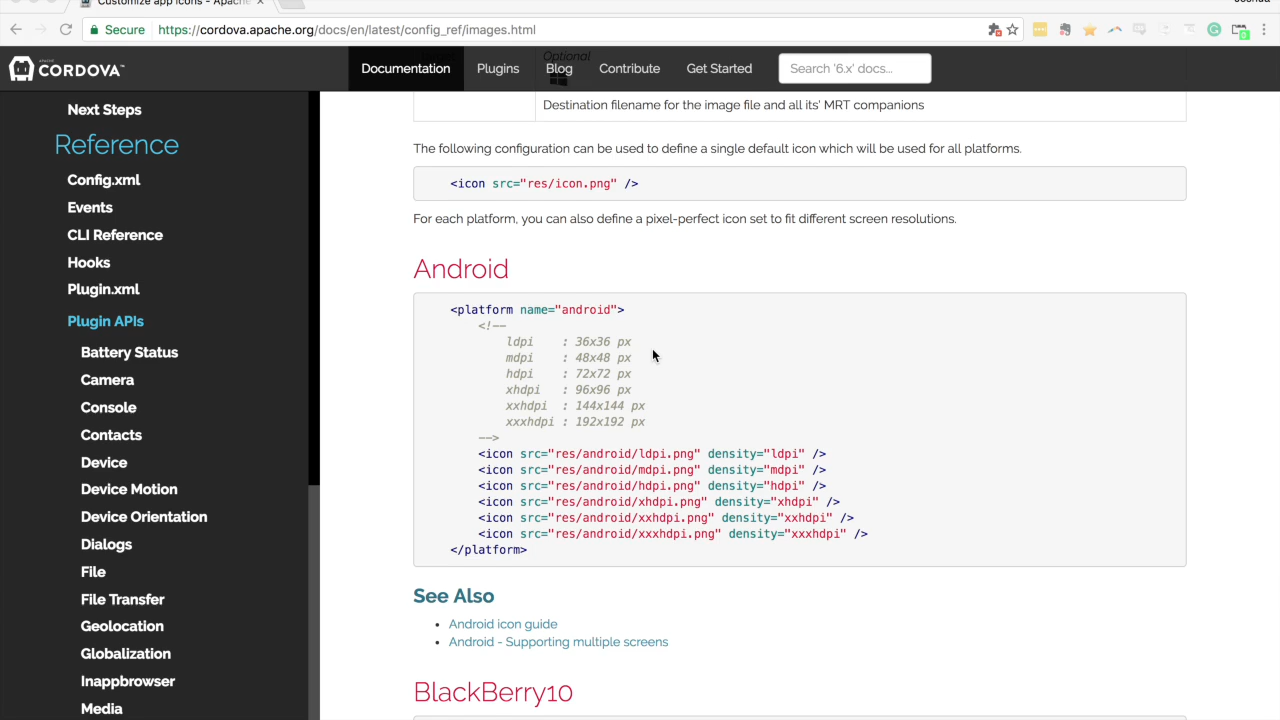 Customize app icons - Apache
Secure https://cordova.apache.org/docs/en/latest/config_ref/images.html
APACHE
CORDOVA™
Documentation
Plugins
Blog
Contribute
Get Started
Search '6.x' docs...
Optional
Next Steps
Reference
Config.xml
Events
CLI Reference
Hooks
Plugin.xml
Plugin APIs
Battery Status
Camera
Console
Contacts
Device
Device Motion
Device Orientation
Dialogs
File
File Transfer
Geolocation
Globalization
Inappbrowser
Media
Destination filename for the image file and all its' MRT companions
The following configuration can be used to define a single default icon which will be used for all platforms.
<icon src="res/icon.png" />
For each platform, you can also define a pixel-perfect icon set to fit different screen resolutions.
Android
<platform name="android">
<!--
ldpi : 36x36 px
mdpi : 48x48 px
hdpi : 72x72 px
xhdpi : 96x96 px
xxhdpi : 144x144 px
xxxhdpi : 192x192 px
-->
<icon src="res/android/ldpi.png" density="ldpi" />
<icon src="res/android/mdpi.png" density="mdpi" />
<icon src="res/android/hdpi.png" density="hdpi" />
<icon src="res/android/xhdpi.png" density="xhdpi" />
<icon src="res/android/xxhdpi.png" density="xxhdpi" />
<icon src="res/android/xxxhdpi.png" density="xxxhdpi" />
</platform>
See Also
• Android icon guide
• Android - Supporting multiple screens
BlackBerry10